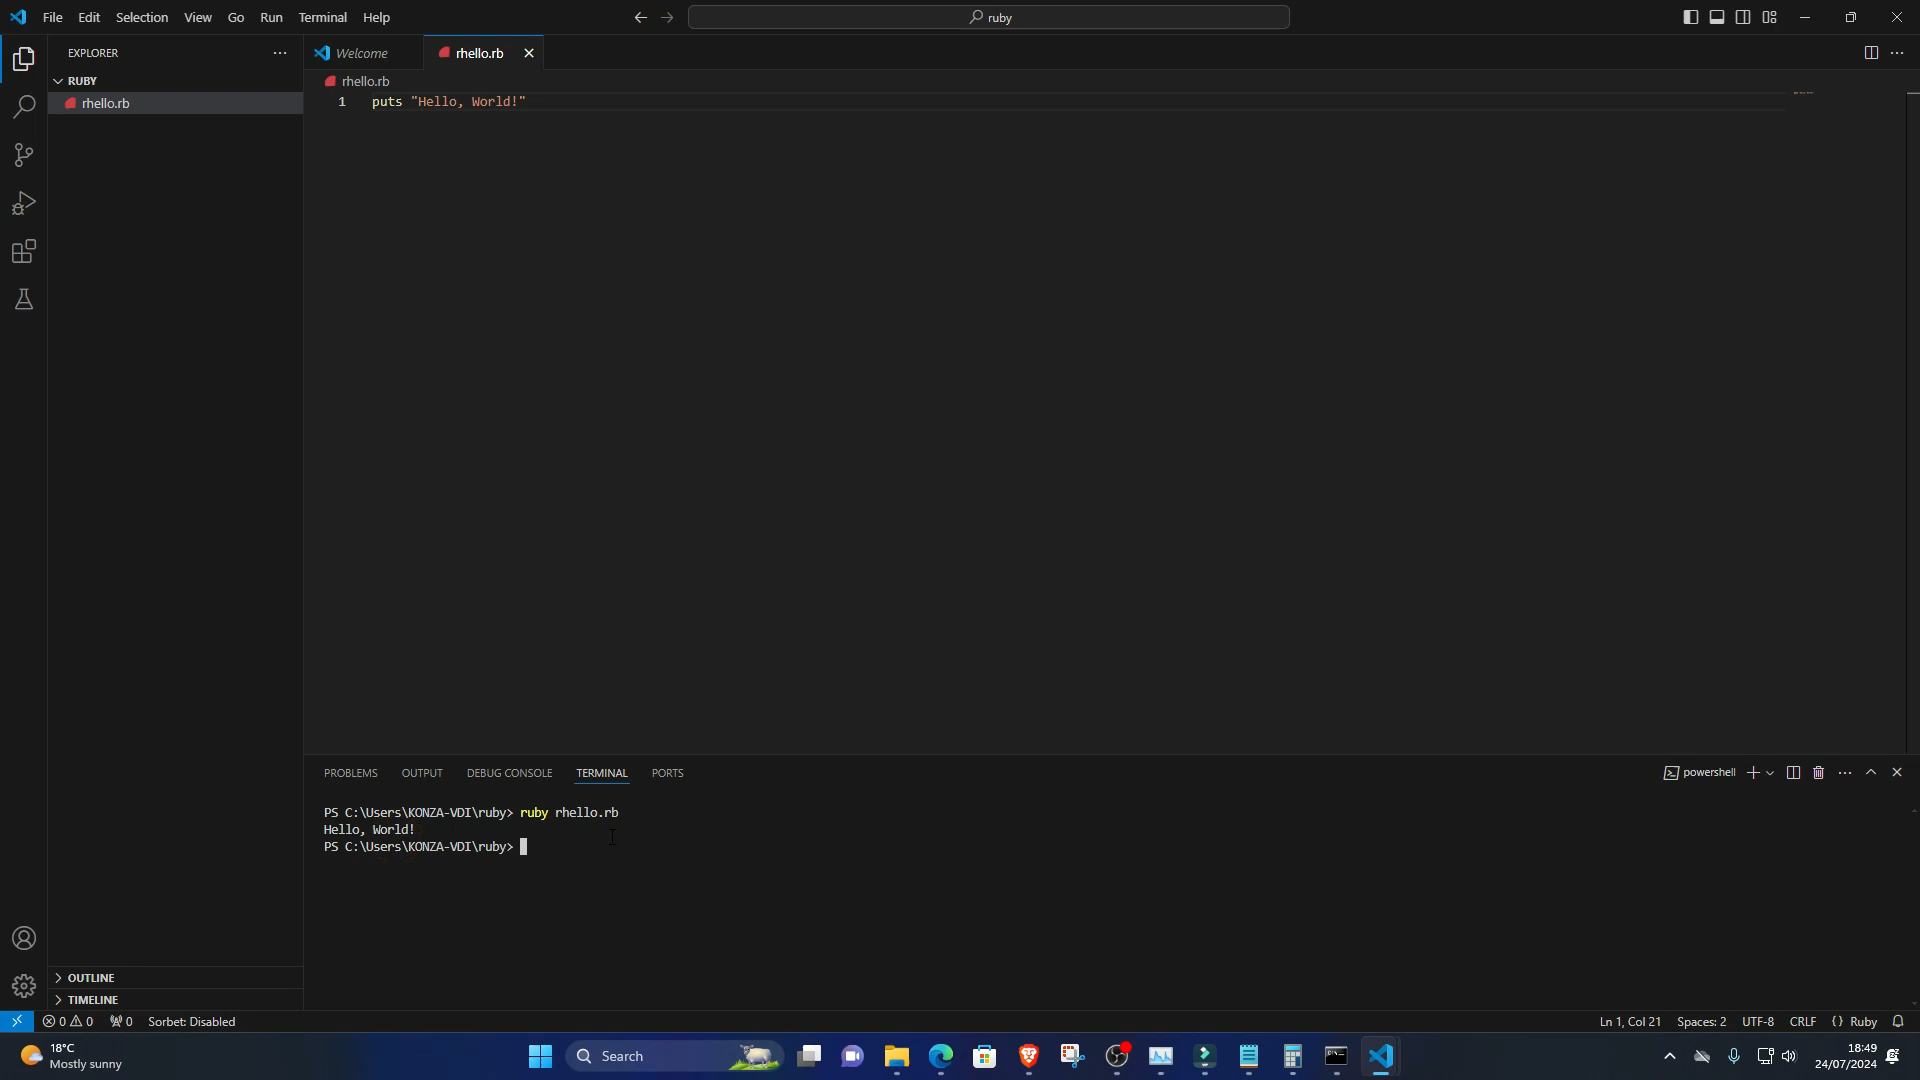 File Edit Selection View Go Run Terminal Help
ruby
EXPLORER
Welcome
rhello.rb
RUBY
rhello.rb
rhello.rb
1 puts "Hello, World!"
PROBLEMS OUTPUT DEBUG CONSOLE TERMINAL PORTS
powershell
PS C:\Users\KONZA-VDI\ruby> ruby rhello.rb
Hello, World!
PS C:\Users\KONZA-VDI\ruby>
OUTLINE
TIMELINE
0 0 0 Sorbet: Disabled
Ln 1, Col 21 Spaces: 2 UTF-8 CRLF {} Ruby
18°C
Mostly sunny
Search
18:49
24/07/2024